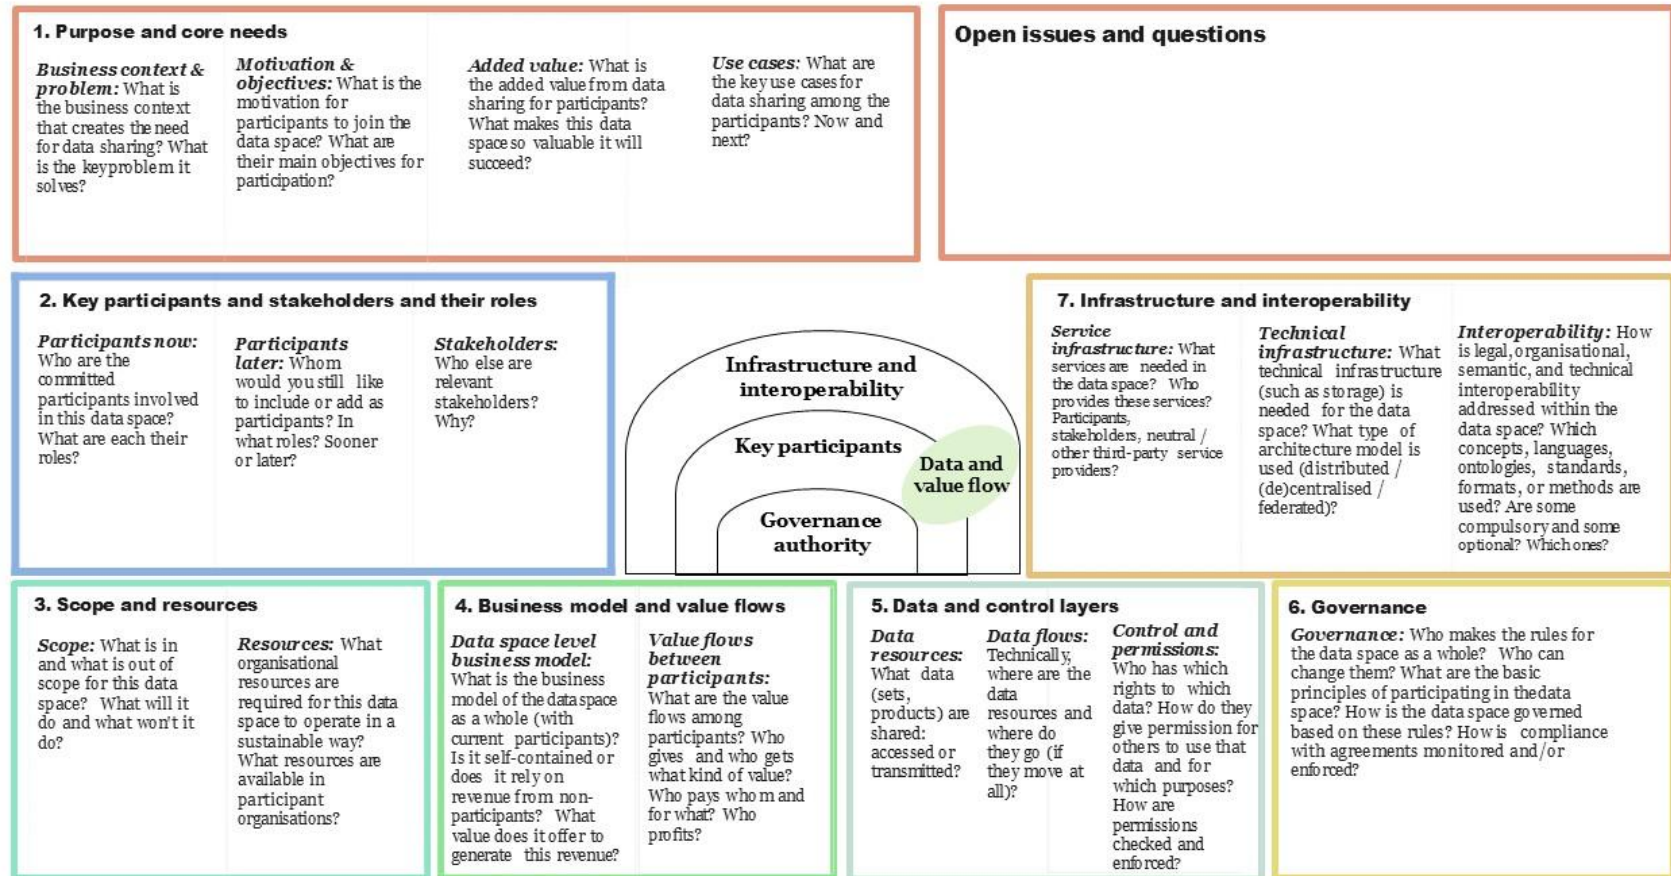 1. Purpose and core needs
Business context &
problem: What is
the business context
that creates the need
for data sharing? What
is the key problem it
solves?
Motivation &
objectives: What is the
motivation for
participants to join the
data space? What are
their main objectives for
participation?
Added value: What is
the added value from data
sharing for participants?
What makes this data
space so valuable it will
succeed?
Use cases: What are
the key use cases for
data sharing among the
participants? Now and
next?
Open issues and questions
2. Key participants and stakeholders and their roles
Participants now:
Who are the
committed
participants involved
in this data space?
What are each their
roles?
Participants
later: Whom
would you still like
to include or add as
participants? In
what roles? Sooner
or later?
Stakeholders:
Who else are
relevant
stakeholders?
Why?
Infrastructure and
interoperability
Key participants
Data and
value flow
Governance
authority
7. Infrastructure and interoperability
Service
infrastructure: What
services are needed in
the data space? Who
provides these services?
Participants,
stakeholders, neutral /
other third-party service
providers?
Technical
infrastructure: What
technical infrastructure
(such as storage) is
needed for the data
space? What type of
architecture model is
used (distributed /
(de)centralised /
federated)?
Interoperability: How
is legal, organisational,
semantic, and technical
interoperability
addressed within the
data space? Which
concepts, languages,
ontologies, standards,
formats, or methods are
used? Are some
compulsory and some
optional? Which ones?
3. Scope and resources
Scope: What is in
and what is out of
scope for this data
space? What will it
do and what won't it
do?
Resources: What
organisational
resources are
required for this data
space to operate in a
sustainable way?
What resources are
available in
participant
organisations?
4. Business model and value flows
Data space level
business model:
What is the business
model of the data space
as a whole (with
current participants)?
Is it self-contained or
does it rely on
revenue from non-
participants? What
value does it offer to
generate this revenue?
Value flows
between
participants:
What are the value
flows among
participants? Who
gives and who gets
what kind of value?
Who pays whom and
for what? Who
profits?
5. Data and control layers
Data
resources:
What data
(sets,
products) are
shared:
accessed or
transmitted?
Data flows:
Technically,
where are the
data
resources and
where do
they go (if
they move at
all)?
Control and
permissions:
Who has which
rights to which
data? How do they
give permission for
others to use that
data and for
which purposes?
How are
permissions
checked and
enforced?
6. Governance
Governance: Who makes the rules for
the data space as a whole? Who can
change them? What are the basic
principles of participating in the data
space? How is the data space governed
based on these rules? How is compliance
with agreements monitored and/or
enforced?